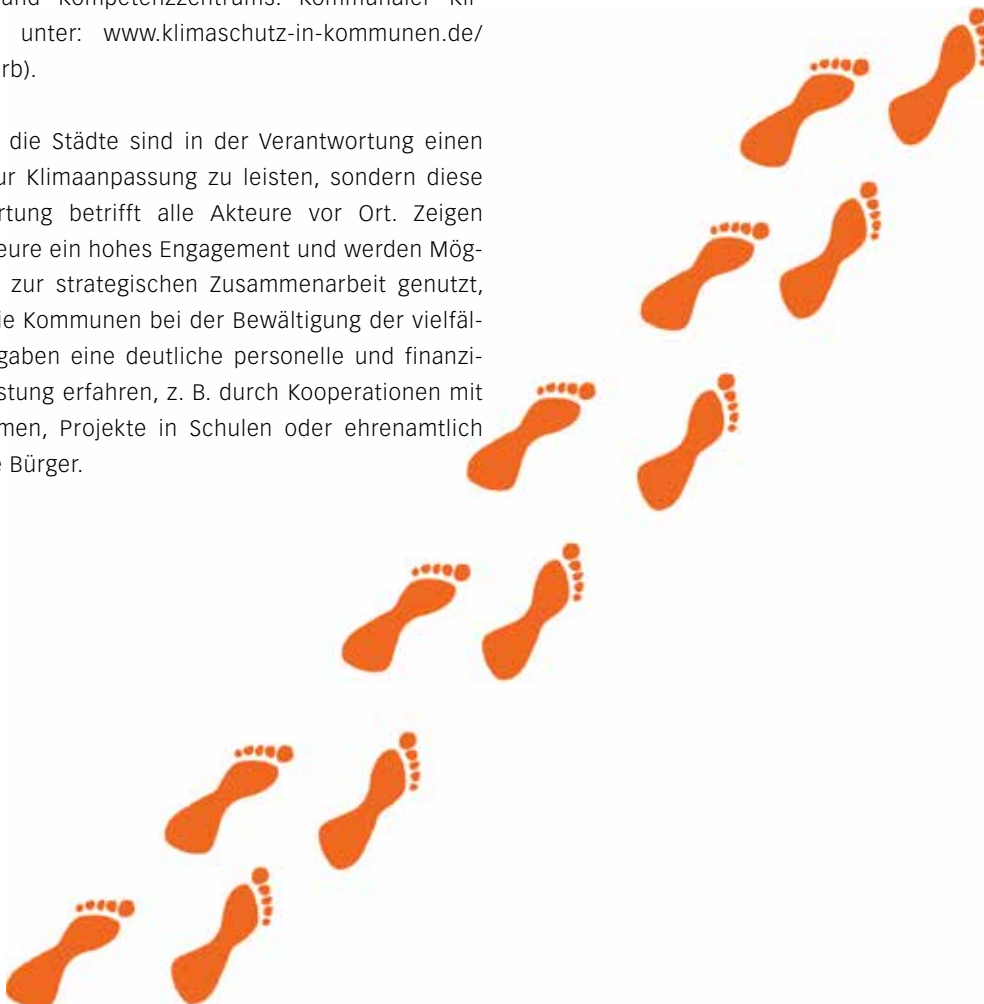 und Kompetenzzentrums: Kommunaler Kli-
unter: www.klimaschutz-in-kommunen.de/
rb).
die Städte sind in der Verantwortung einen
ur Klimaanpassung zu leisten, sondern diese
rtung betrifft alle Akteure vor Ort. Zeigen
eure ein hohes Engagement und werden Mög-
zur strategischen Zusammenarbeit genutzt,
ie Kommunen bei der Bewältigung der vielfäl-
gaben eine deutliche personelle und finanzi-
stung erfahren, z. B. durch Kooperationen mit
men, Projekte in Schulen oder ehrenamtlich
e Bürger.